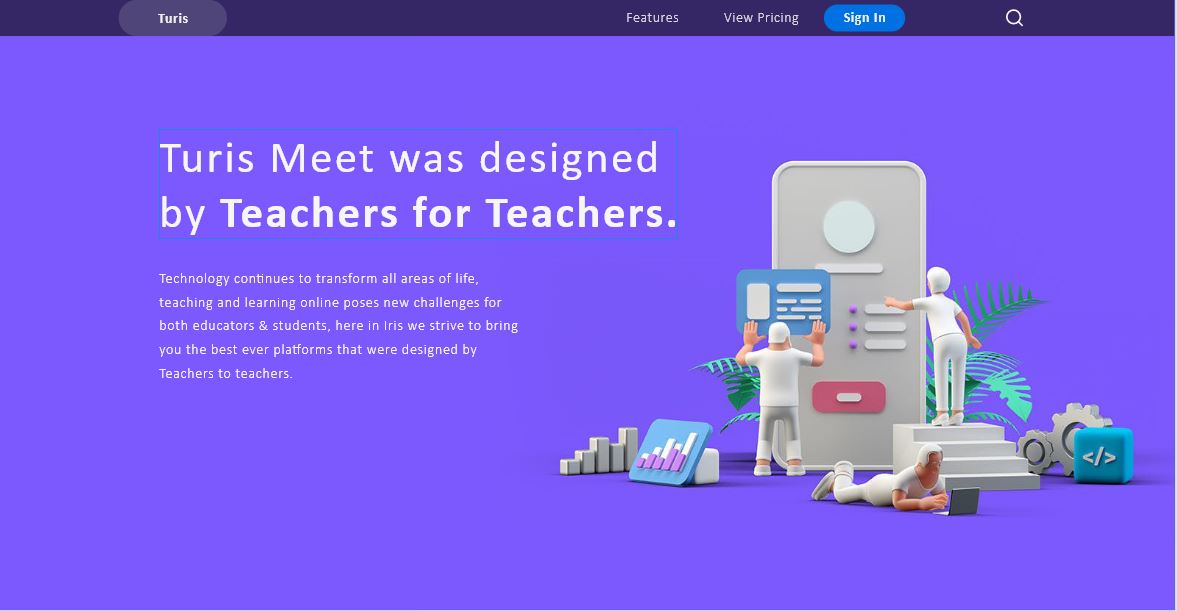 Turis
Features
View Pricing
Sign In
Turis Meet was designed
by Teachers for Teachers.
Technology continues to transform all areas of life,
teaching and learning online poses new challenges for
both educators & students, here in Iris we strive to bring
you the best ever platforms that were designed by
Teachers to teachers.
</>